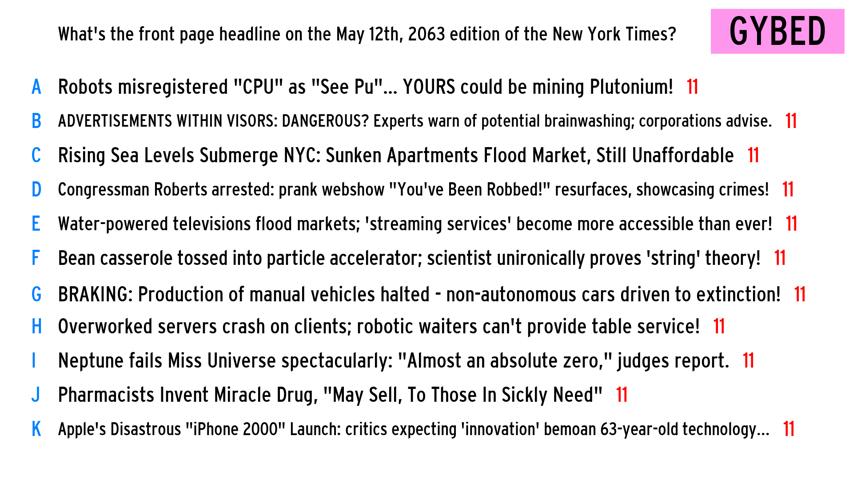 What's the front page headline on the May 12th, 2063 edition of the New York Times?
GYBED
A Robots misregistered "CPU" as "See Pu"... YOURS could be mining Plutonium! 11
B ADVERTISEMENTS WITHIN VISORS: DANGEROUS? Experts warn of potential brainwashing; corporations advise. 11
C Rising Sea Levels Submerge NYC: Sunken Apartments Flood Market, Still Unaffordable 11
D Congressman Roberts arrested: prank webshow "You've Been Robbed!" resurfaces, showcasing crimes! 11
E Water-powered televisions flood markets; 'streaming services' become more accessible than ever! 11
F Bean casserole tossed into particle accelerator; scientist unironically proves 'string' theory! 11
G BRAKING: Production of manual vehicles halted - non-autonomous cars driven to extinction! 11
H Overworked servers crash on clients; robotic waiters can't provide table service! 11
I Neptune fails Miss Universe spectacularly: "Almost an absolute zero," judges report. 11
J Pharmacists Invent Miracle Drug, "May Sell, To Those In Sickly Need" 11
K Apple's Disastrous "iPhone 2000" Launch: critics expecting 'innovation' bemoan 63-year-old technology... 11